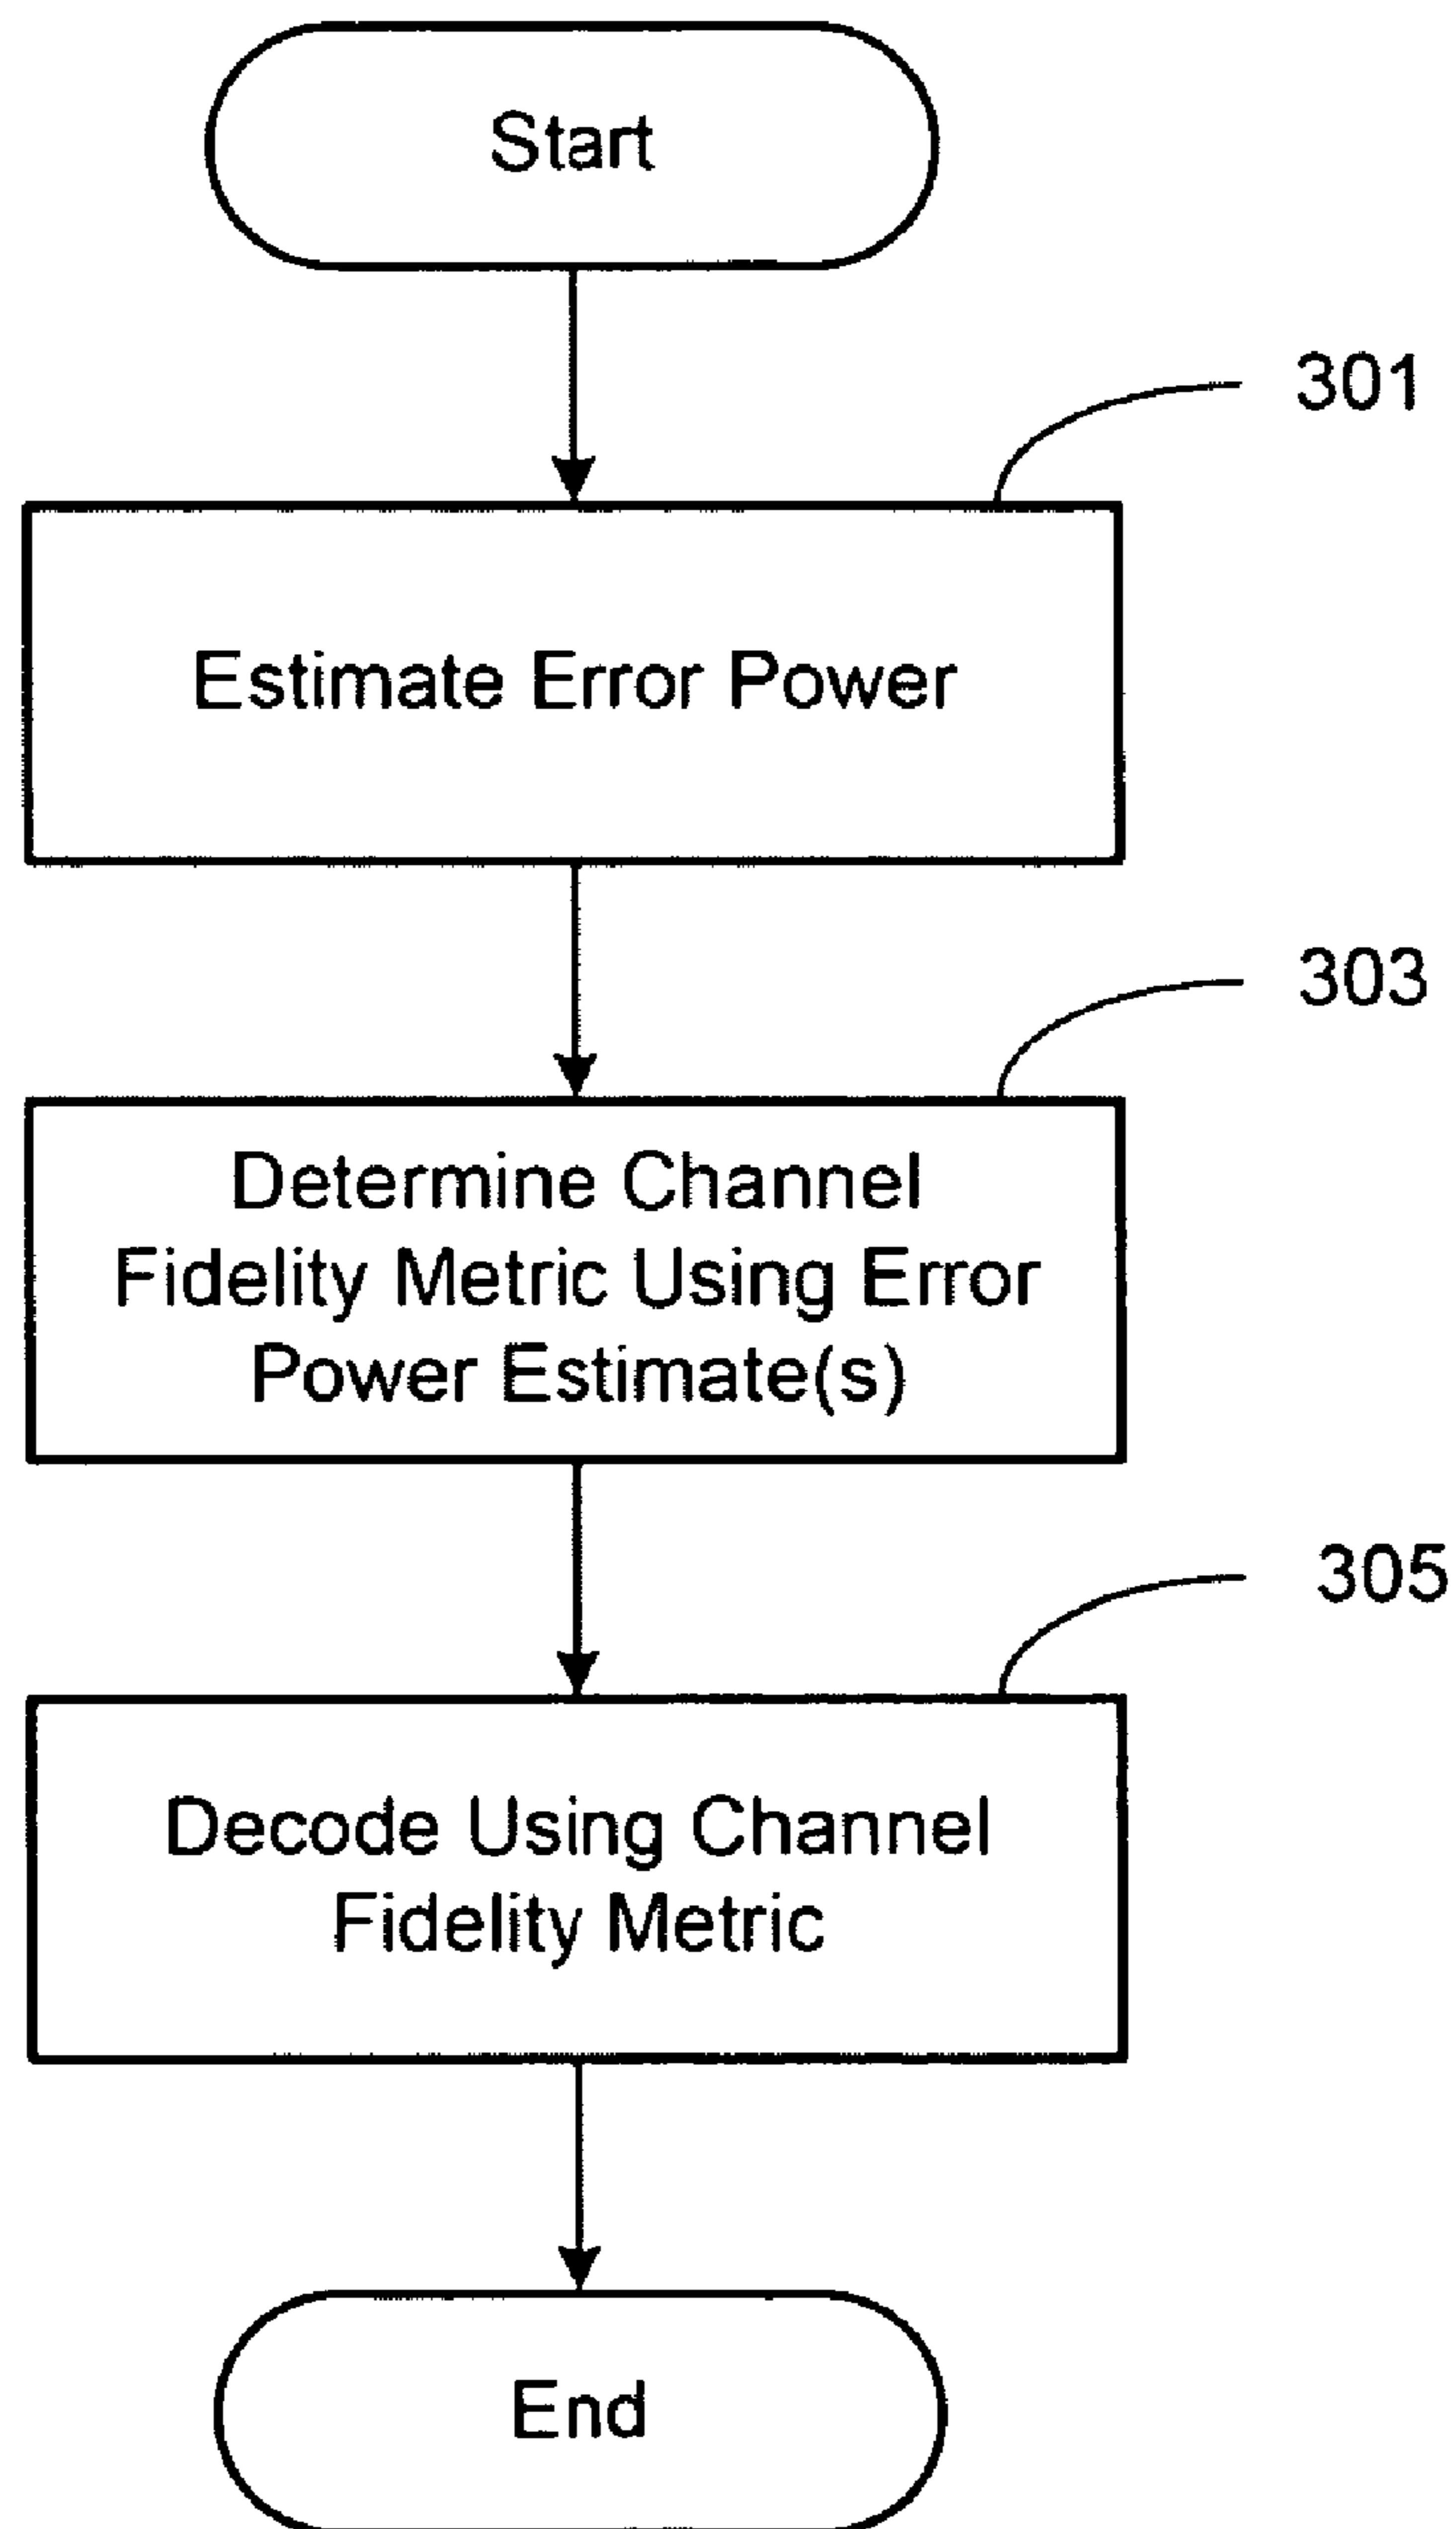 Start
301
Estimate Error Power
303
Determine Channel
Fidelity Metric Using Error
Power Estimate(s)
305
Decode Using Channel
Fidelity Metric
End